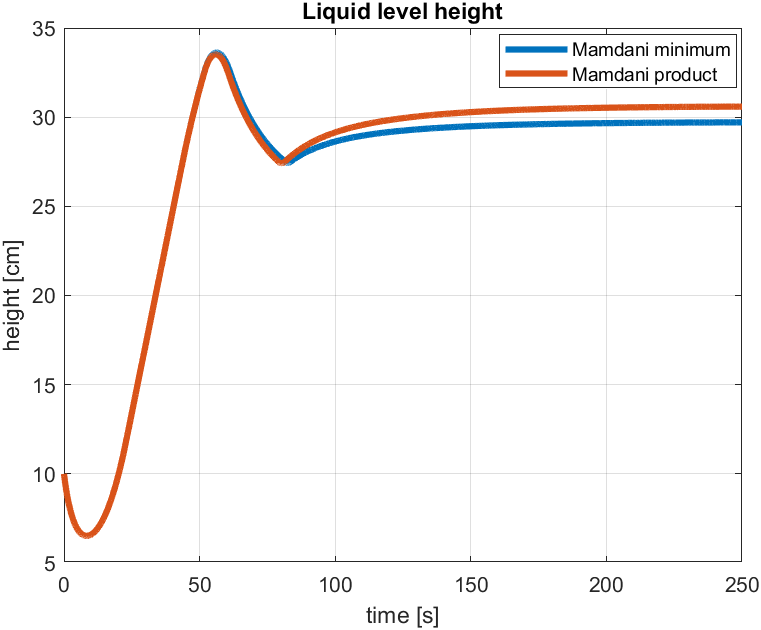 Liquid level height
Mamdani minimum
Mamdani product
height [cm]
35
30
25
20
15
10
5
0 50 100 150 200 250
time [s]